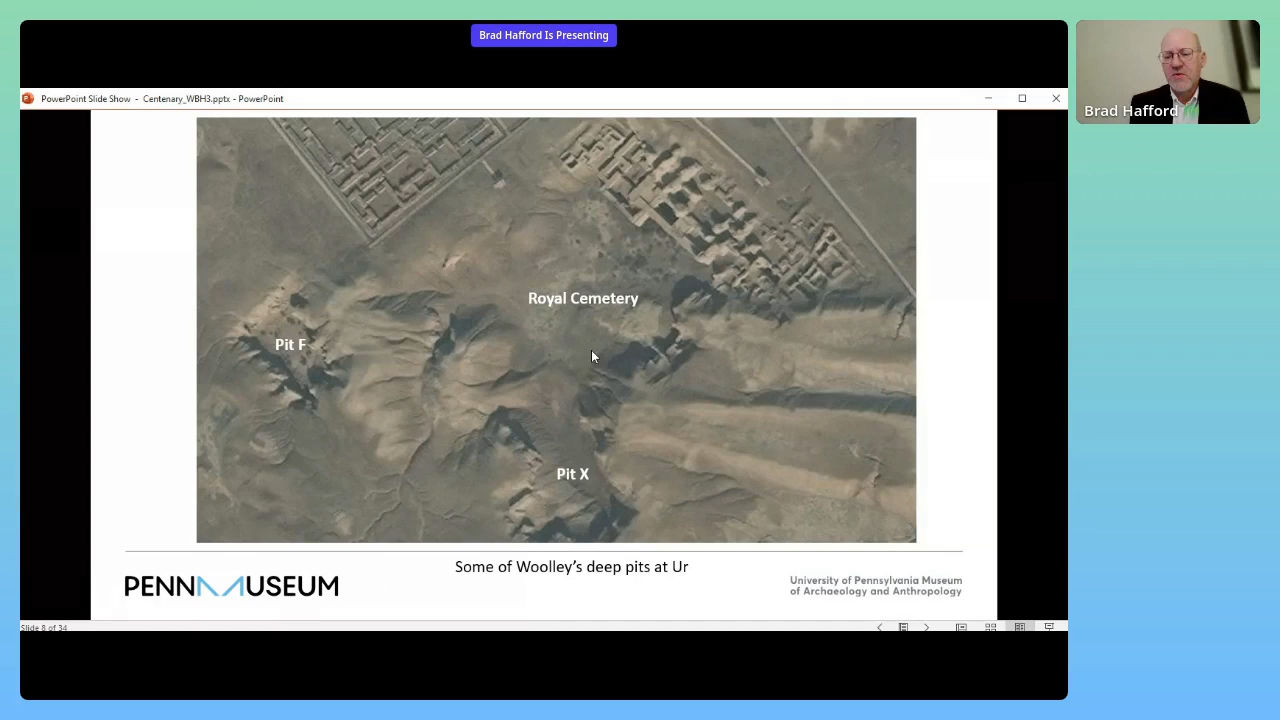 Brad Hafford Is Presenting
PowerPoint Slide Show - Centenary_WBH3.pptx - PowerPoint
Brad Hafford
Royal Cemetery
Pit F
Pit X
Some of Woolley's deep pits at Ur
PENN MUSEUM
University of Pennsylvania Museum
of Archaeology and Anthropology
Slide 8 of 34